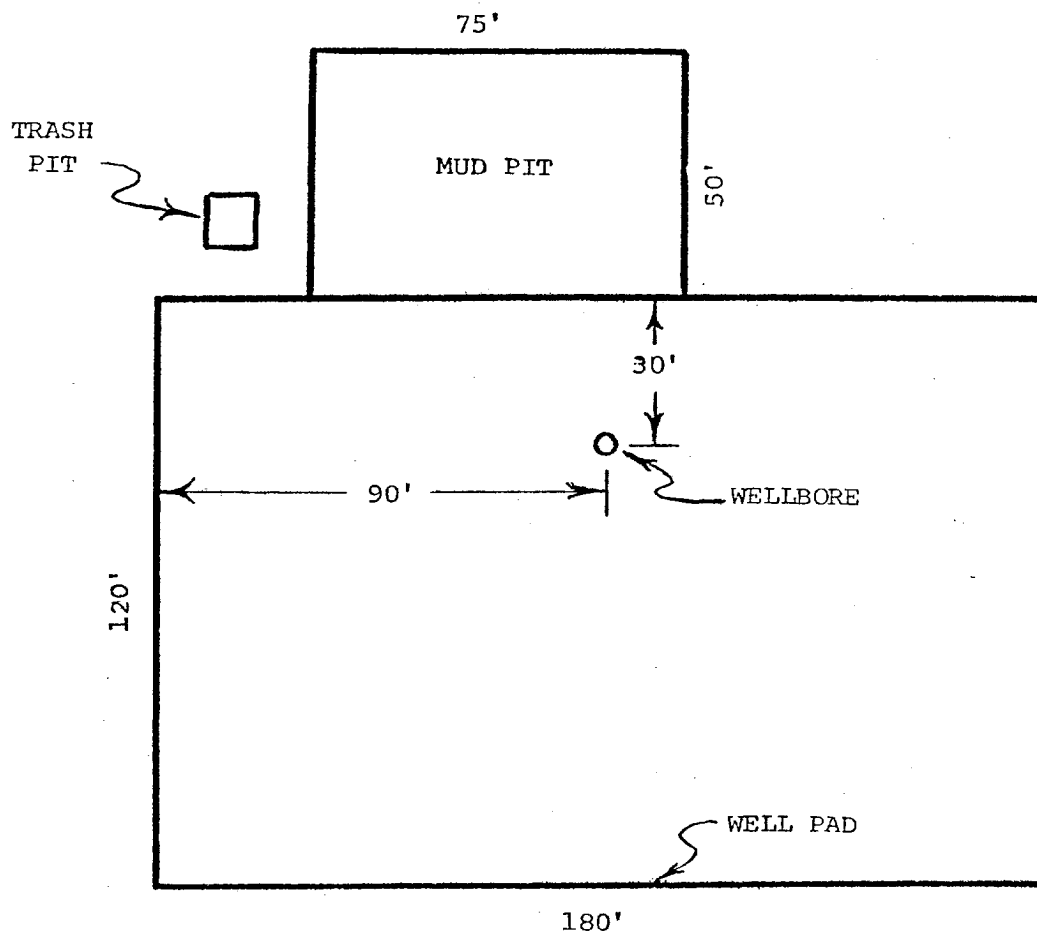 75'
TRASH
PIT
MUD PIT
50'
30'
90'
WELLBORE
120'
WELL PAD
180'